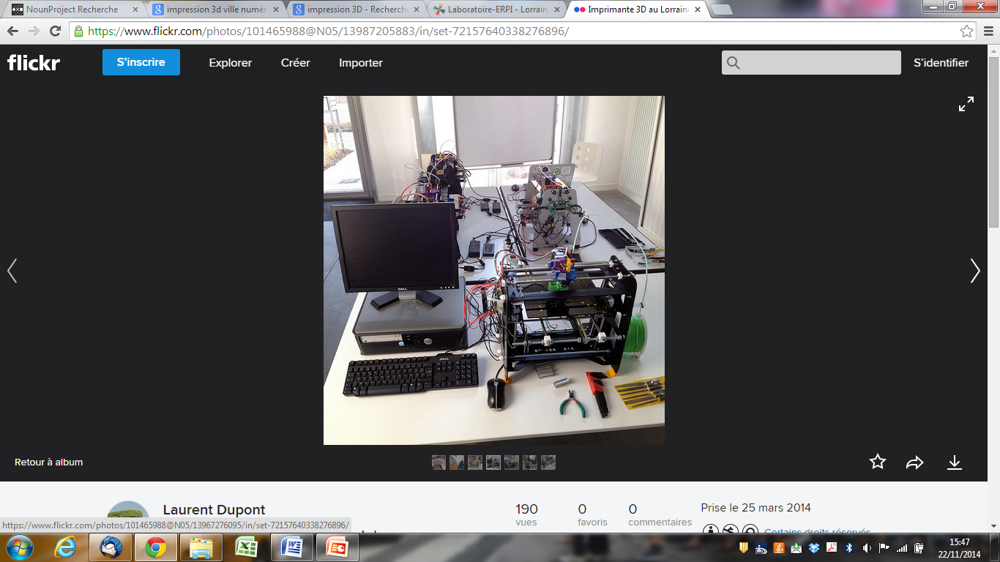 NounProject Recherche
impression 3d ville numér
impression 3D - Recherch
Laboratoire-ERPI - Lorrain
Imprimante 3D au Lorrain
https://www.flickr.com/photos/101465988@N05/13987205883/in/set-72157640338276896/
flickr
S'inscrire
Explorer
Créer
Importer
S'identifier
DELL
DELL
Retour à album
Laurent Dupont
190
vues
0
favoris
0
commentaires
Prise le 25 mars 2014
Certains droits réservés
https://www.flickr.com/photos/101465988@N05/13967276095/in/set-72157640338276896/
15:47
22/11/2014